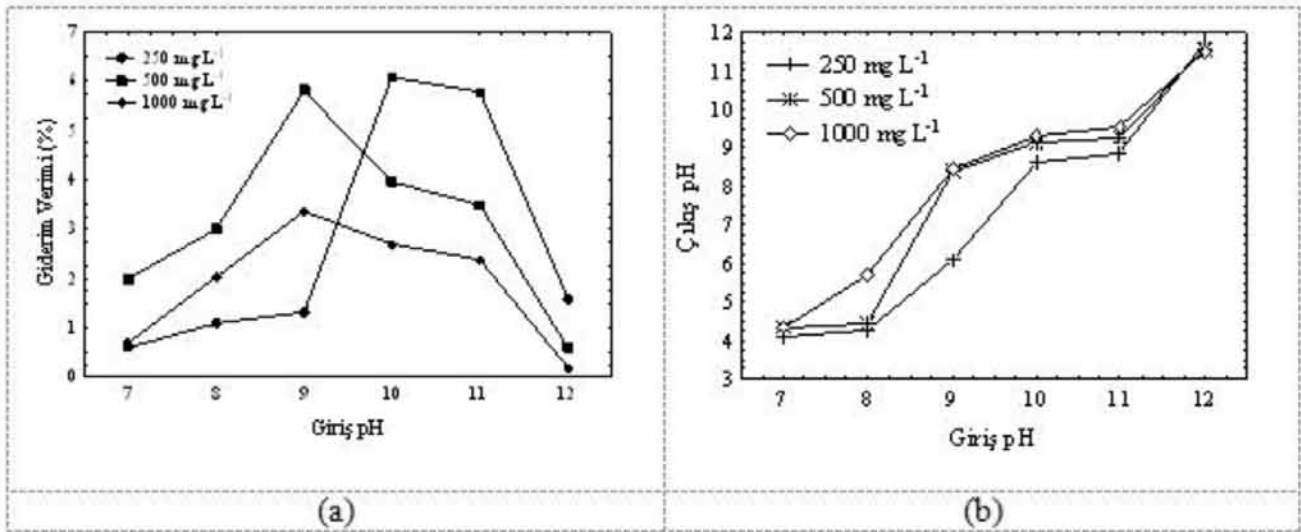 7
6
5
4
3
2
1
0
Giderim Verimi (%)
250 mg L⁻¹
500 mg L⁻¹
1000 mg L⁻¹
7 8 9 10 11 12
Giriş pH
(a)
12
11
10
9
8
7
6
5
4
3
Çıkış pH
250 mg L⁻¹
500 mg L⁻¹
1000 mg L⁻¹
7 8 9 10 11 12
Giriş pH
(b)